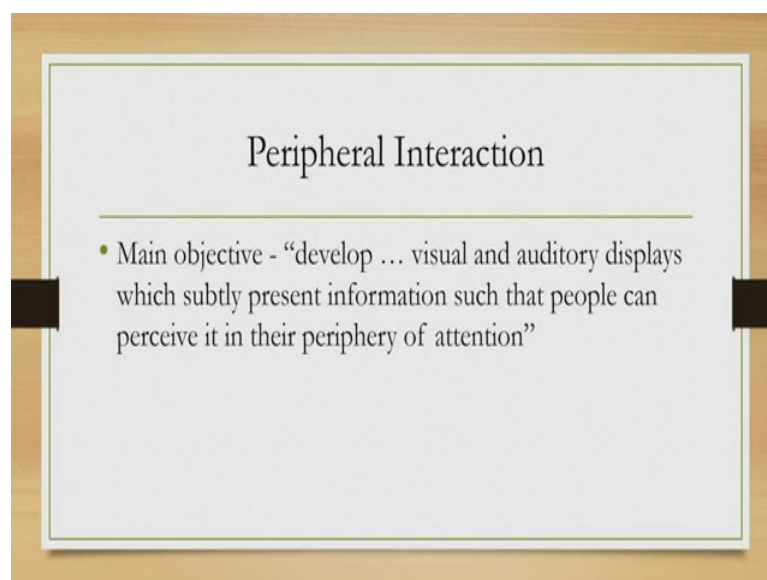 Peripheral Interaction
• Main objective - “develop … visual and auditory displays
which subtly present information such that people can
perceive it in their periphery of attention”